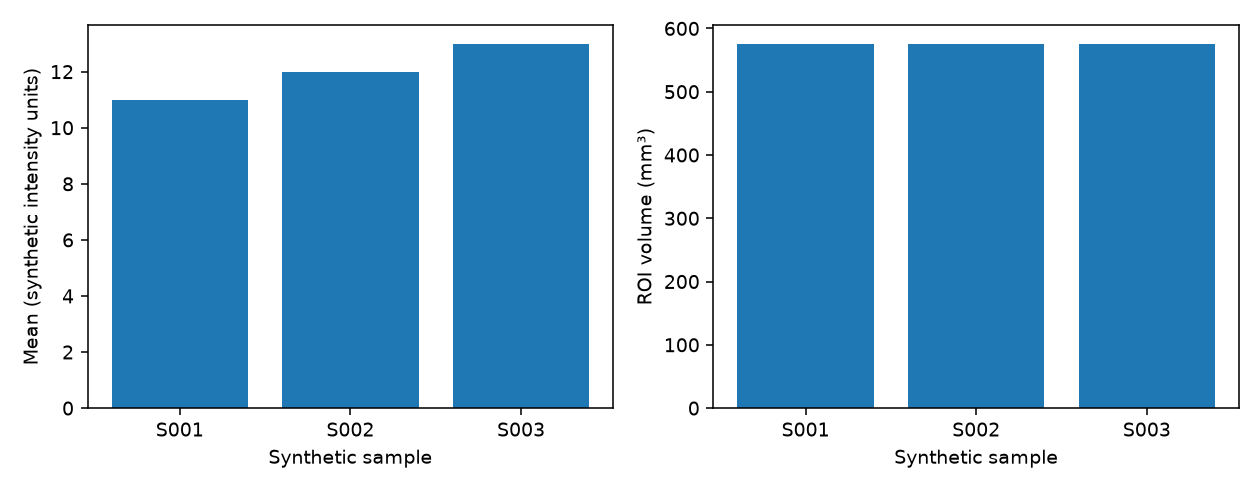 Mean (synthetic intensity units)
12
10
8
6
4
2
0
S001 S002 S003
Synthetic sample
ROI volume (mm³)
600
500
400
300
200
100
0
S001 S002 S003
Synthetic sample